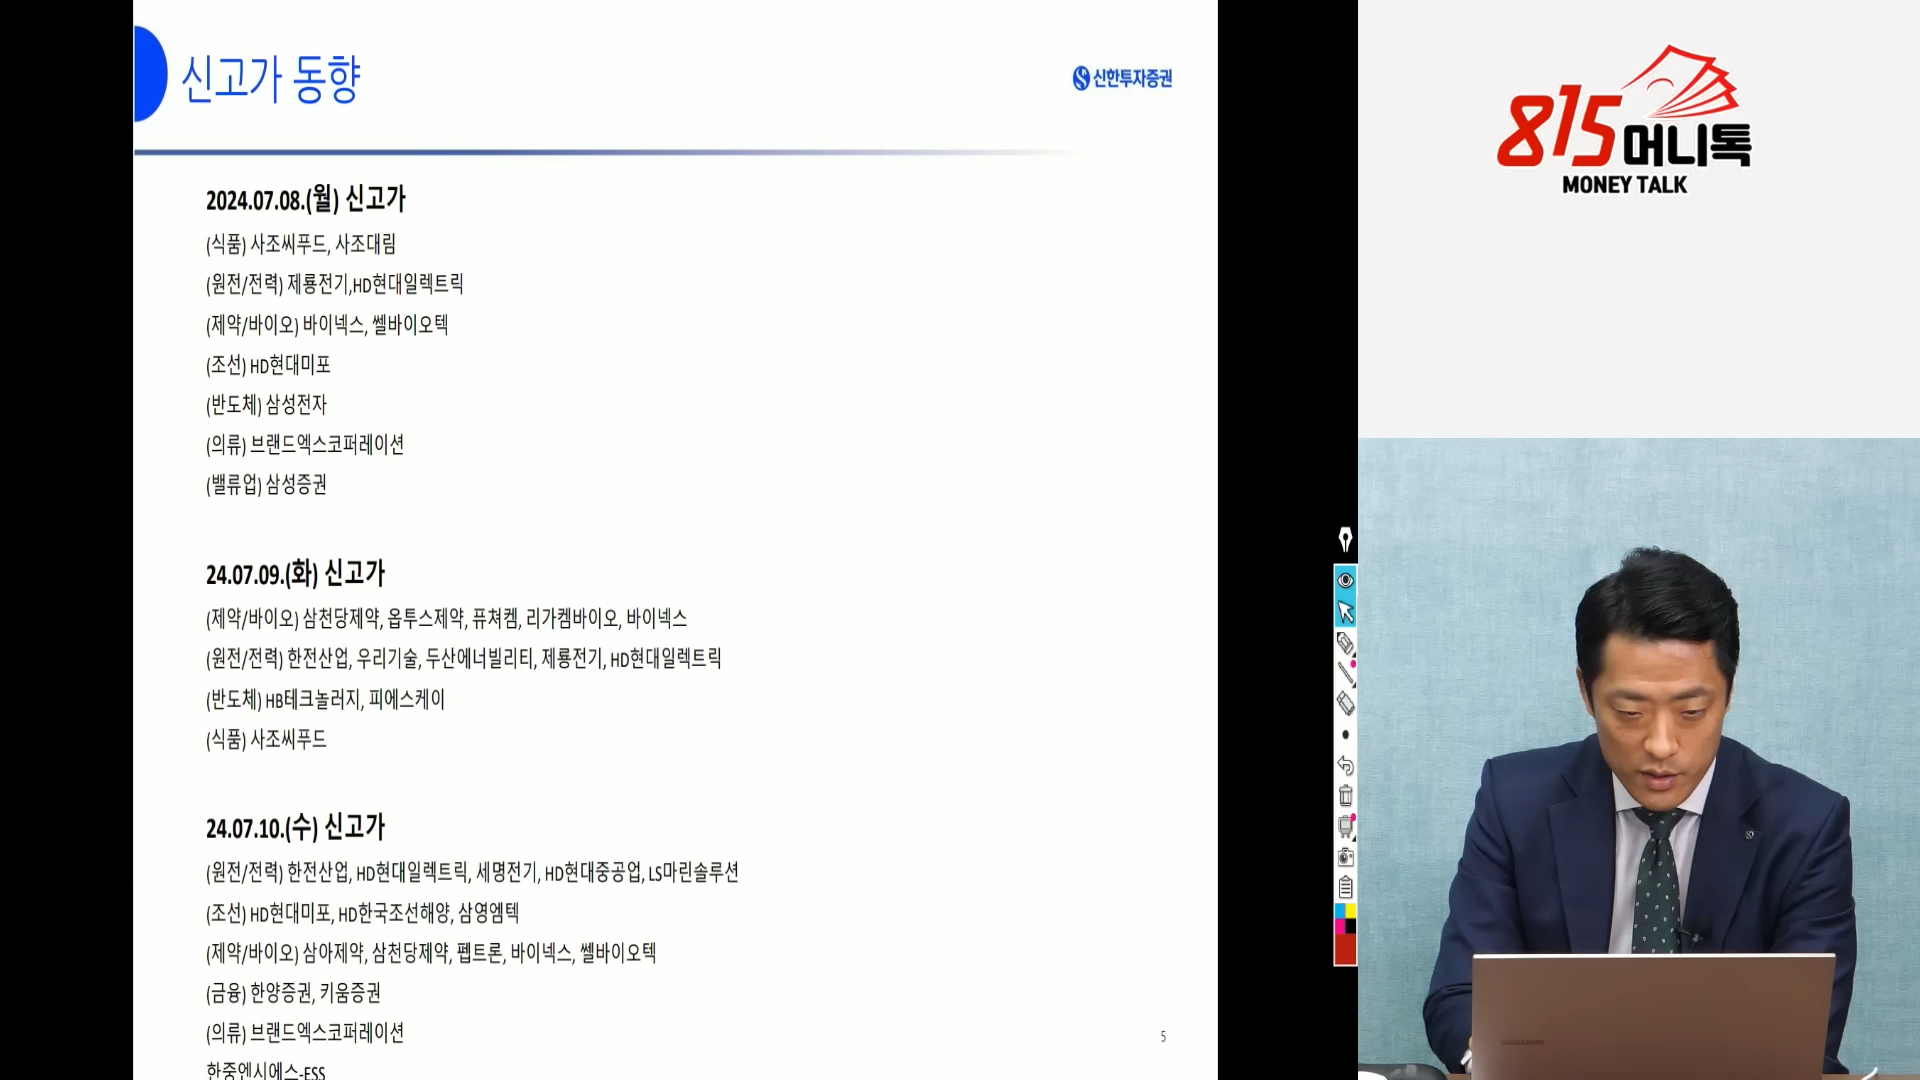 신고가 동향
신한투자증권
2024.07.08.(월) 신고가
(식품) 사조씨푸드, 사조대림
(원전/전력) 제룡전기,HD현대일렉트릭
(제약/바이오) 바이넥스, 쎌바이오텍
(조선) HD현대미포
(반도체) 삼성전자
(의류) 브랜드엑스코퍼레이션
(밸류업) 삼성증권
24.07.09.(화) 신고가
(제약/바이오) 삼천당제약, 옵투스제약, 퓨쳐켐, 리가켐바이오, 바이넥스
(원전/전력) 한전산업, 우리기술, 두산에너빌리티, 제룡전기, HD현대일렉트릭
(반도체) HB테크놀러지, 피에스케이
(식품) 사조씨푸드
24.07.10.(수) 신고가
(원전/전력) 한전산업, HD현대일렉트릭, 세명전기, HD현대중공업, LS마린솔루션
(조선) HD현대미포, HD한국조선해양, 삼영엠텍
(제약/바이오) 삼아제약, 삼천당제약, 펩트론, 바이넥스, 쎌바이오텍
(금융) 한양증권, 키움증권
(의류) 브랜드엑스코퍼레이션
한중엔시에스-ESS
5
815머니톡
MONEY TALK
SAMSUNG